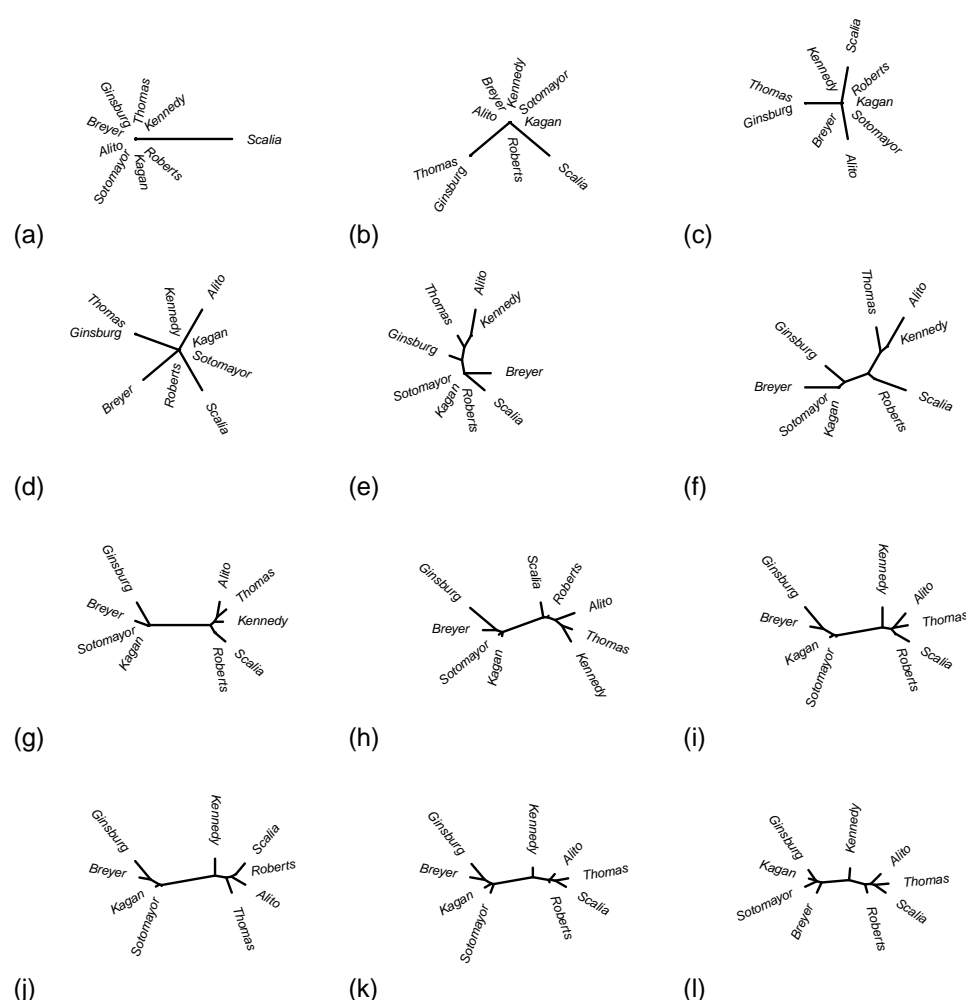 Ginsburg
Thomas
Kennedy
Breyer
Scalia
Alito
Sotomayor
Kagan
Roberts
(a)
Breyer
Kennedy
Sotomayor
Alito
Kagan
Thomas
Ginsburg
Roberts
Scalia
(b)
Scalia
Kennedy
Roberts
Thomas
Kagan
Ginsburg
Breyer
Sotomayor
Alito
(c)
Thomas
Kennedy
Alito
Ginsburg
Kagan
Sotomayor
Breyer
Roberts
Scalia
(d)
Thomas
Alito
Kennedy
Ginsburg
Breyer
Sotomayor
Kagan
Roberts
Scalia
(e)
Thomas
Alito
Kennedy
Ginsburg
Breyer
Sotomayor
Kagan
Roberts
Scalia
(f)
Ginsburg
Alito
Thomas
Breyer
Kennedy
Sotomayor
Kagan
Roberts
Scalia
(g)
Ginsburg
Scalia
Roberts
Alito
Breyer
Thomas
Sotomayor
Kagan
Kennedy
(h)
Ginsburg
Kennedy
Alito
Breyer
Thomas
Kagan
Sotomayor
Roberts
Scalia
(i)
Ginsburg
Kennedy
Scalia
Breyer
Roberts
Kagan
Alito
Sotomayor
Thomas
(j)
Ginsburg
Kennedy
Alito
Breyer
Thomas
Kagan
Scalia
Sotomayor
Roberts
(k)
Ginsburg
Kennedy
Alito
Kagan
Thomas
Sotomayor
Breyer
Roberts
Scalia
(l)